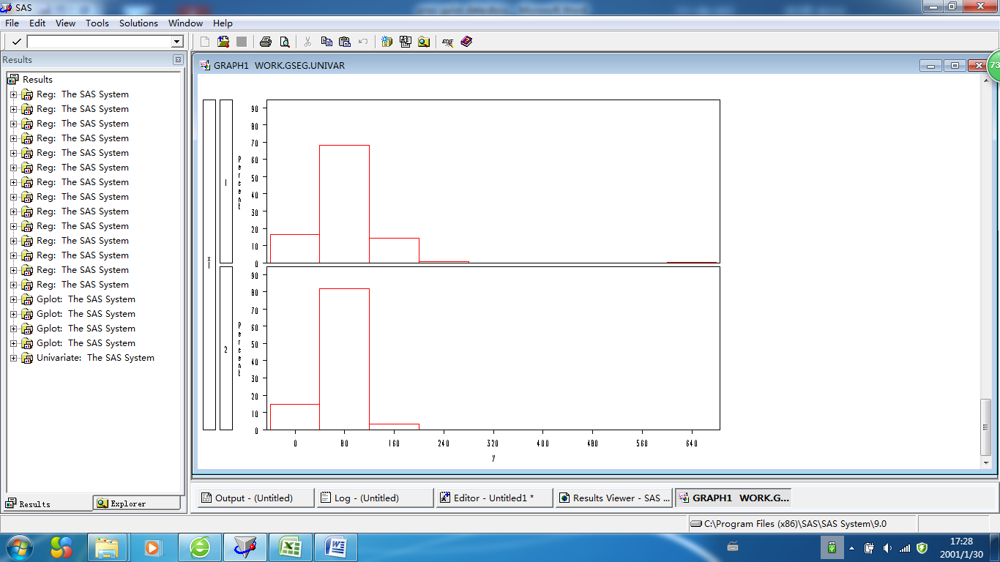 SAS
File Edit View Tools Solutions Window Help
Results
GRAPH1 WORK.GSEG.UNIVAR
73
Results
Reg: The SAS System
Reg: The SAS System
Reg: The SAS System
Reg: The SAS System
Reg: The SAS System
Reg: The SAS System
Reg: The SAS System
Reg: The SAS System
Reg: The SAS System
Reg: The SAS System
Reg: The SAS System
Reg: The SAS System
Reg: The SAS System
Reg: The SAS System
Gplot: The SAS System
Gplot: The SAS System
Gplot: The SAS System
Gplot: The SAS System
Univariate: The SAS System
x1
1
Percent
90
80
70
60
50
40
30
20
10
0
2
Percent
90
80
70
60
50
40
30
20
10
0
0 80 160 240 320 400 480 560 640
y
Results Explorer
Output - (Untitled) Log - (Untitled) Editor - Untitled1 * Results Viewer - SAS ... GRAPH1 WORK.G...
C:\Program Files (x86)\SAS\SAS System\9.0
17:28
2001/1/30